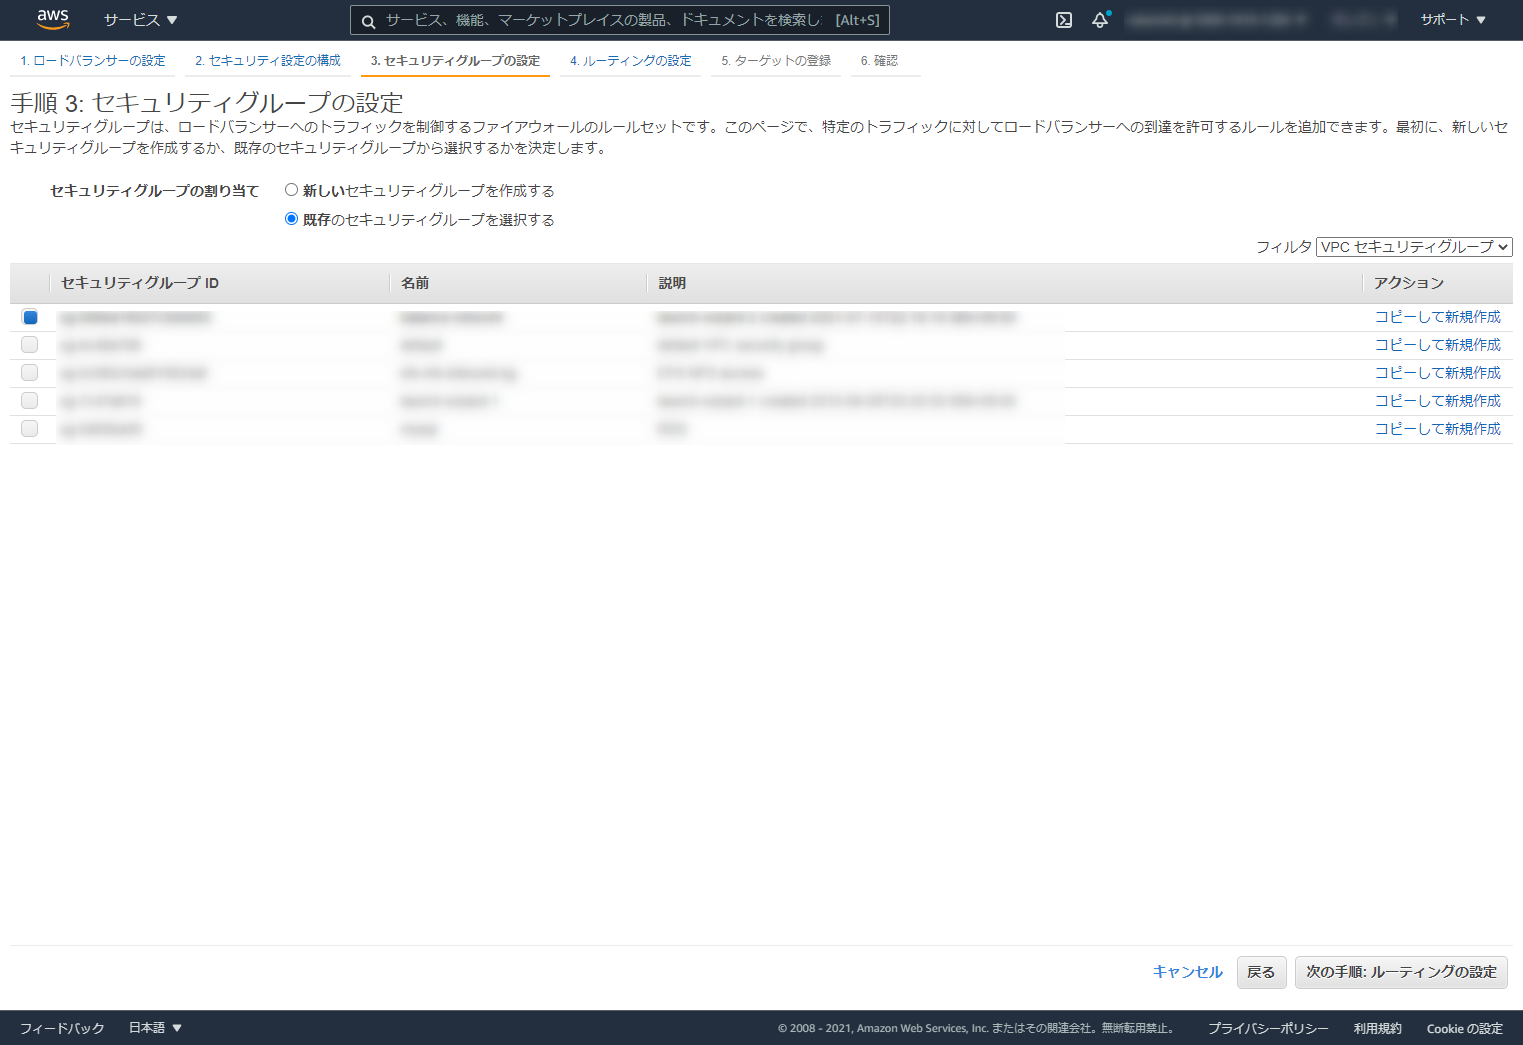 aws サービス ▼ サービス、機能、マーケットプレイスの製品、ドキュメントを検索し [Alt+S] サポート ▼
1. ロードバランサーの設定 2. セキュリティ設定の構成 3. セキュリティグループの設定 4. ルーティングの設定 5. ターゲットの登録 6. 確認
手順 3: セキュリティグループの設定
セキュリティグループは、ロードバランサーへのトラフィックを制御するファイアウォールのルールセットです。このページで、特定のトラフィックに対してロードバランサーへの到達を許可するルールを追加できます。最初に、新しいセ
キュリティグループを作成するか、既存のセキュリティグループから選択するかを決定します。
セキュリティグループの割り当て 新しいセキュリティグループを作成する
既存のセキュリティグループを選択する
フィルタ VPC セキュリティグループ
セキュリティグループ ID 名前 説明 アクション
コピーして新規作成
コピーして新規作成
コピーして新規作成
コピーして新規作成
コピーして新規作成
キャンセル 戻る 次の手順: ルーティングの設定
フィードバック 日本語 ▼ © 2008 - 2021, Amazon Web Services, Inc. またはその関連会社。無断転用禁止。 プライバシーポリシー 利用規約 Cookie の設定